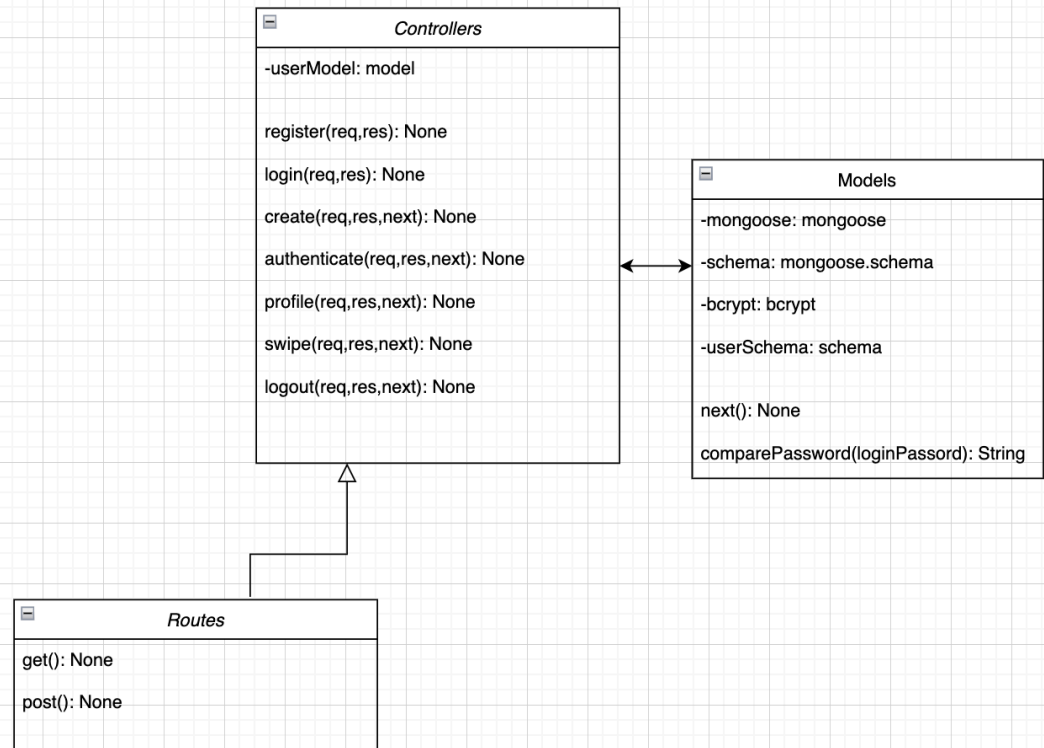 Controllers
-userModel: model
register(req,res): None
login(req,res): None
create(req,res,next): None
authenticate(req,res,next): None
profile(req,res,next): None
swipe(req,res,next): None
logout(req,res,next): None
Models
-mongoose: mongoose
-schema: mongoose.schema
-bcrypt: bcrypt
-userSchema: schema
next(): None
comparePassword(loginPassord): String
Routes
get(): None
post(): None